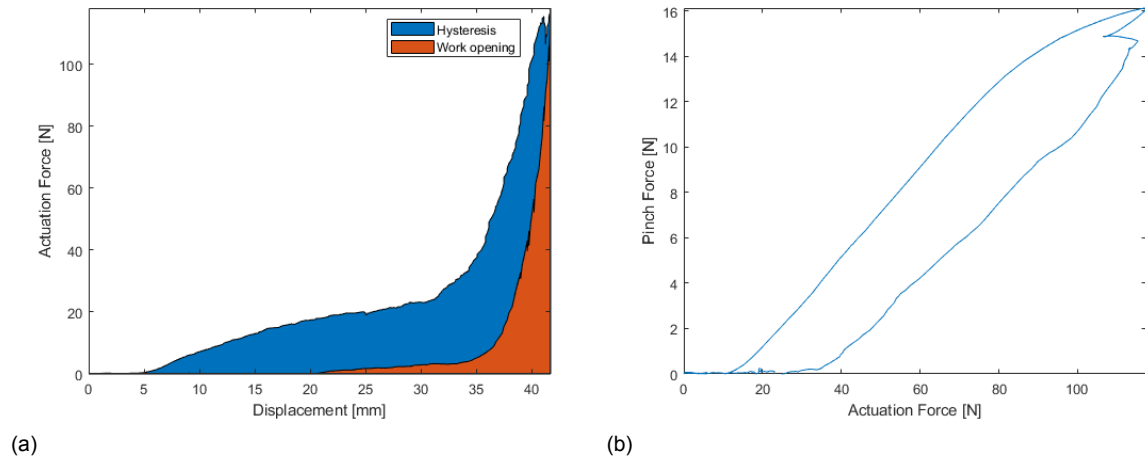 Hysteresis
Work opening
Actuation Force [N]
100
80
60
40
20
0
0 5 10 15 20 25 30 35 40
Displacement [mm]
(a)
Pinch Force [N]
16
14
12
10
8
6
4
2
0
0 20 40 60 80 100
Actuation Force [N]
(b)